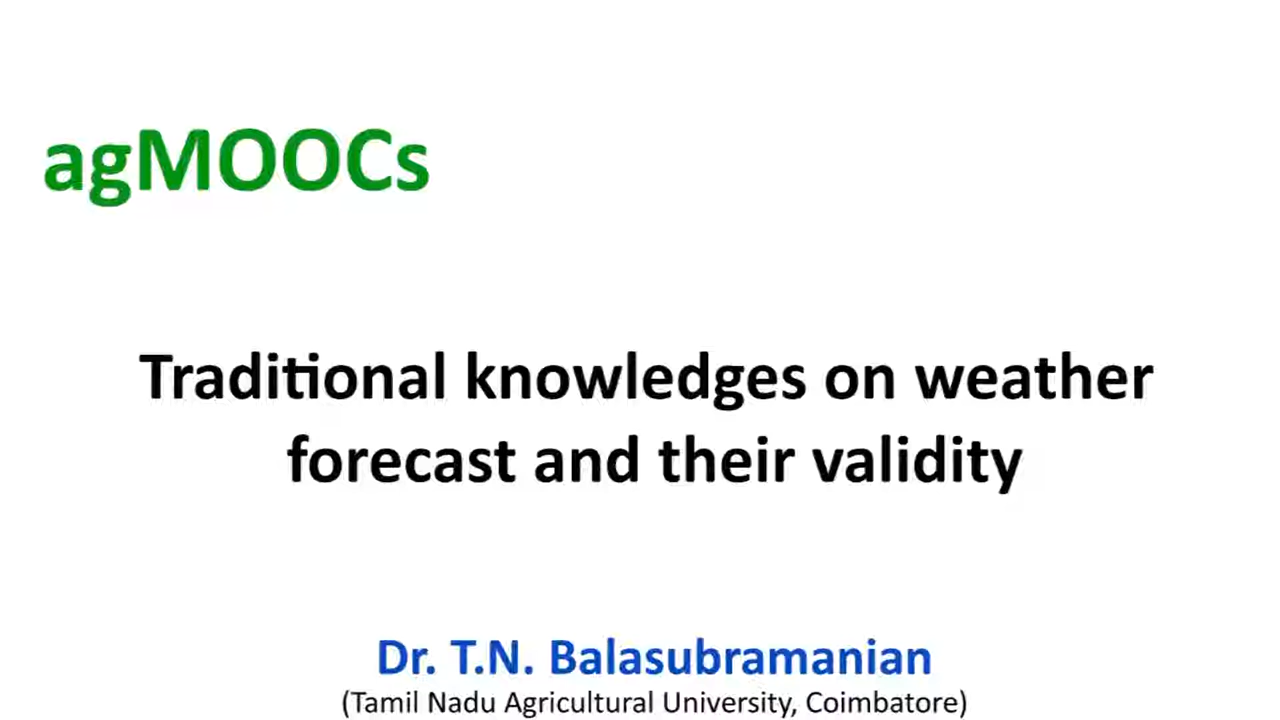 agMOOCs
Traditional knowledges on weather
forecast and their validity
Dr. T.N. Balasubramanian
(Tamil Nadu Agricultural University, Coimbatore)